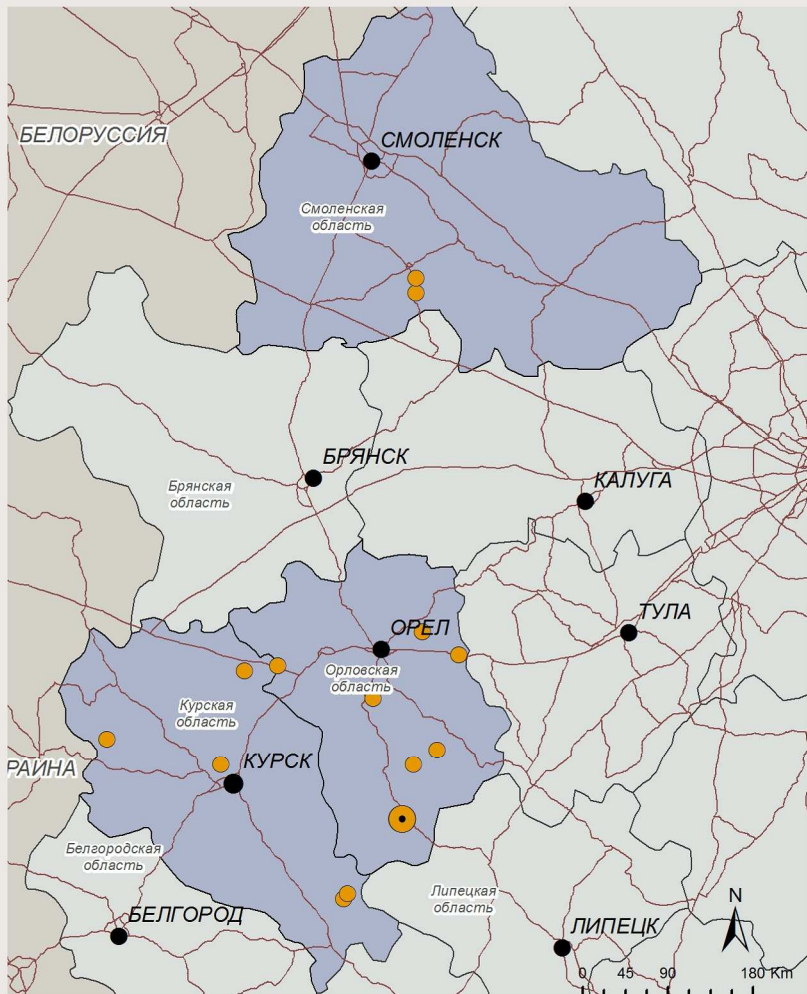 БЕЛОРУССИЯ
СМОЛЕНСК
Смоленская
область
БРЯНСК
Брянская
область
КАЛУГА
ТУЛА
ОРЕЛ
Орловская
область
Курская
область
КУРСК
РАИНА
Белгородская
область
Липецкая
область
БЕЛГОРОД
ЛИПЕЦК
N
0 45 90 180 Km